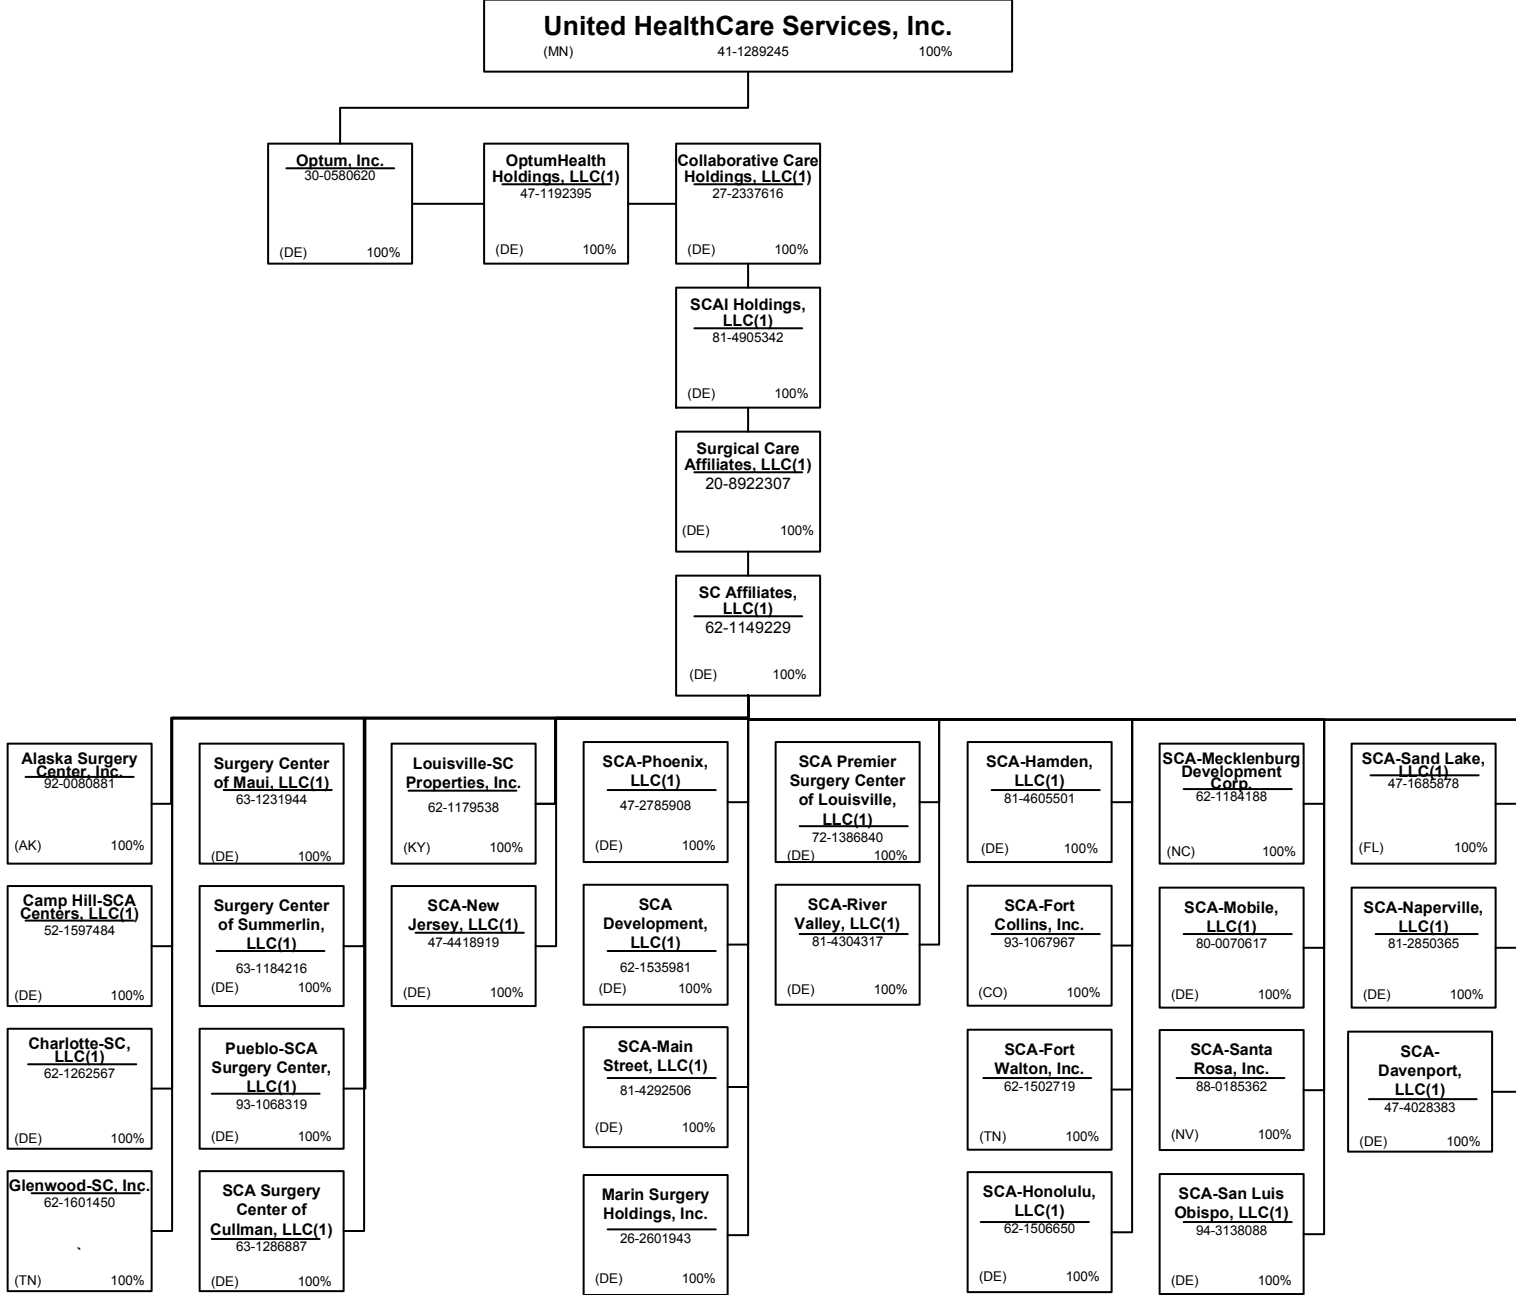 United HealthCare Services, Inc.
(MN) 41-1289245 100%
Optum, Inc.
30-0580620
(DE) 100%
OptumHealth
Holdings, LLC(1)
47-1192395
(DE) 100%
Collaborative Care
Holdings, LLC(1)
27-2337616
(DE) 100%
SCAI Holdings,
LLC(1)
81-4905342
(DE) 100%
Surgical Care
Affiliates, LLC(1)
20-8922307
(DE) 100%
SC Affiliates,
LLC(1)
62-1149229
(DE) 100%
Alaska Surgery
Center, Inc.
92-0080881
(AK) 100%
Surgery Center
of Maui, LLC(1)
63-1231944
(DE) 100%
Louisville-SC
Properties, Inc.
62-1179538
(KY) 100%
SCA-Phoenix,
LLC(1)
47-2785908
(DE) 100%
SCA Premier
Surgery Center
of Louisville,
LLC(1)
72-1386840
(DE) 100%
SCA-Hamden,
LLC(1)
81-4605501
(DE) 100%
SCA-Mecklenburg
Development
Corp.
62-1184188
(NC) 100%
SCA-Sand Lake,
LLC(1)
47-1685878
(FL) 100%
Camp Hill-SCA
Centers, LLC(1)
52-1597484
(DE) 100%
Surgery Center
of Summerlin,
LLC(1)
63-1184216
(DE) 100%
SCA-New
Jersey, LLC(1)
47-4418919
(DE) 100%
SCA
Development,
LLC(1)
62-1535981
(DE) 100%
SCA-River
Valley, LLC(1)
81-4304317
(DE) 100%
SCA-Fort
Collins, Inc.
93-1067967
(CO) 100%
SCA-Mobile,
LLC(1)
80-0070617
(DE) 100%
SCA-Naperville,
LLC(1)
81-2850365
(DE) 100%
Charlotte-SC,
LLC(1)
62-1262567
(DE) 100%
Pueblo-SCA
Surgery Center,
LLC(1)
93-1068319
(DE) 100%
SCA-Main
Street, LLC(1)
81-4292506
(DE) 100%
SCA-Fort
Walton, Inc.
62-1502719
(TN) 100%
SCA-Santa
Rosa, Inc.
88-0185362
(NV) 100%
SCA-
Davenport,
LLC(1)
47-4028383
(DE) 100%
Glenwood-SC, Inc.
62-1601450
(TN) 100%
SCA Surgery
Center of
Cullman, LLC(1)
63-1286887
(DE) 100%
Marin Surgery
Holdings, Inc.
26-2601943
(DE) 100%
SCA-Honolulu,
LLC(1)
62-1506650
(DE) 100%
SCA-San Luis
Obispo, LLC(1)
94-3138088
(DE) 100%